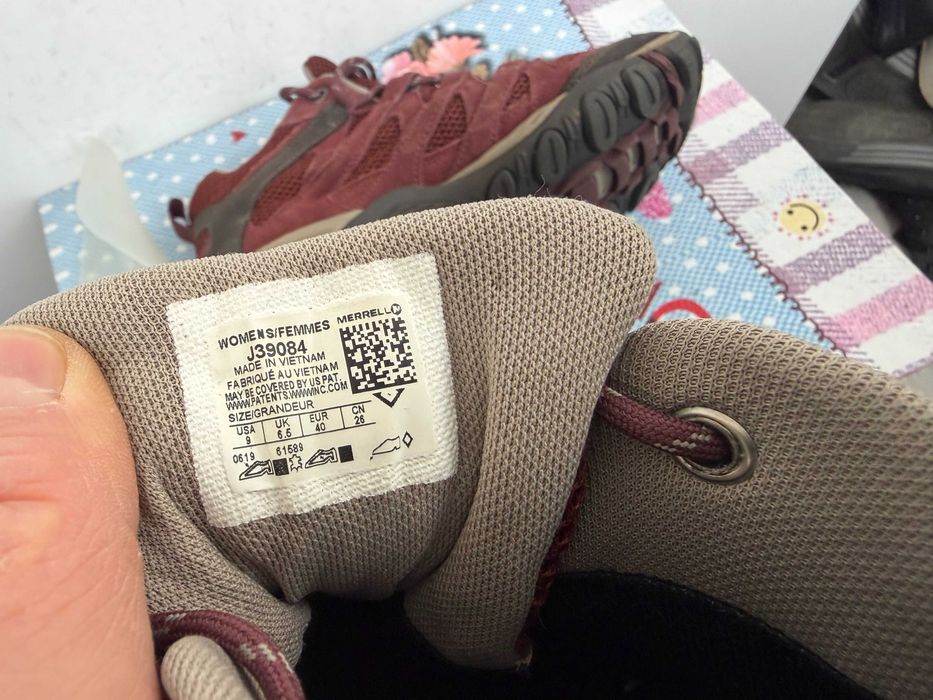 WOMENS/FEMMES MERRELL
J39084
MADE IN VIETNAM
FABRIQUÉ AU VIETNAM
MAY BE COVERED BY US PAT.
WWW.PATENTS.WWWINC.COM
SIZE/GRANDEUR
USA UK EUR CN
9 6.5 40 26
0619 61589